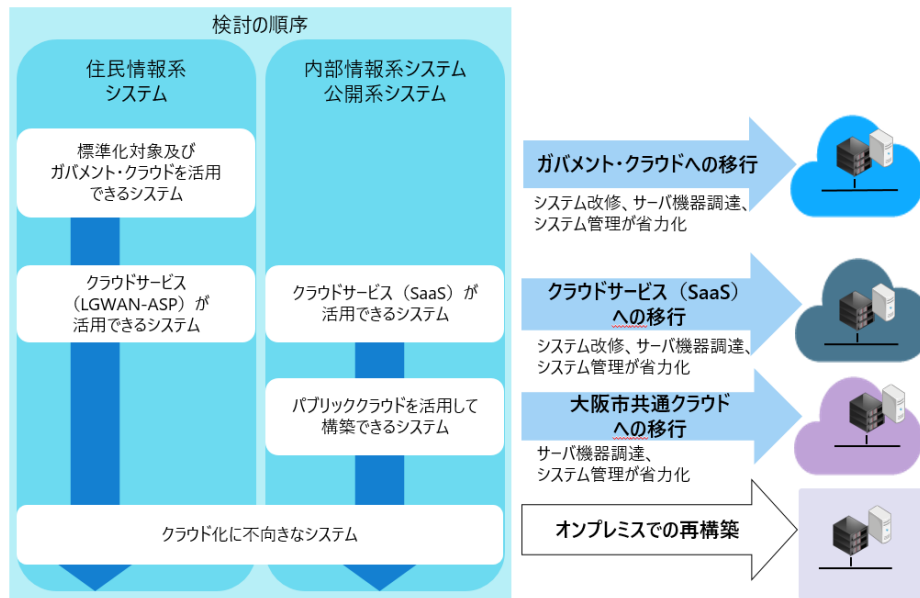 検討の順序
住民情報系
システム
内部情報系システム
公開系システム
標準化対象及び
ガバメント・クラウドを活用
できるシステム
ガバメント・クラウドへの移行
システム改修、サーバ機器調達、
システム管理が省力化
クラウドサービス
（LGWAN-ASP）が
活用できるシステム
クラウドサービス（SaaS）が
活用できるシステム
クラウドサービス（SaaS）
への移行
システム改修、サーバ機器調達、
システム管理が省力化
パブリッククラウドを活用して
構築できるシステム
大阪市共通クラウド
への移行
サーバ機器調達、
システム管理が省力化
クラウド化に不向きなシステム
オンプレミスでの再構築